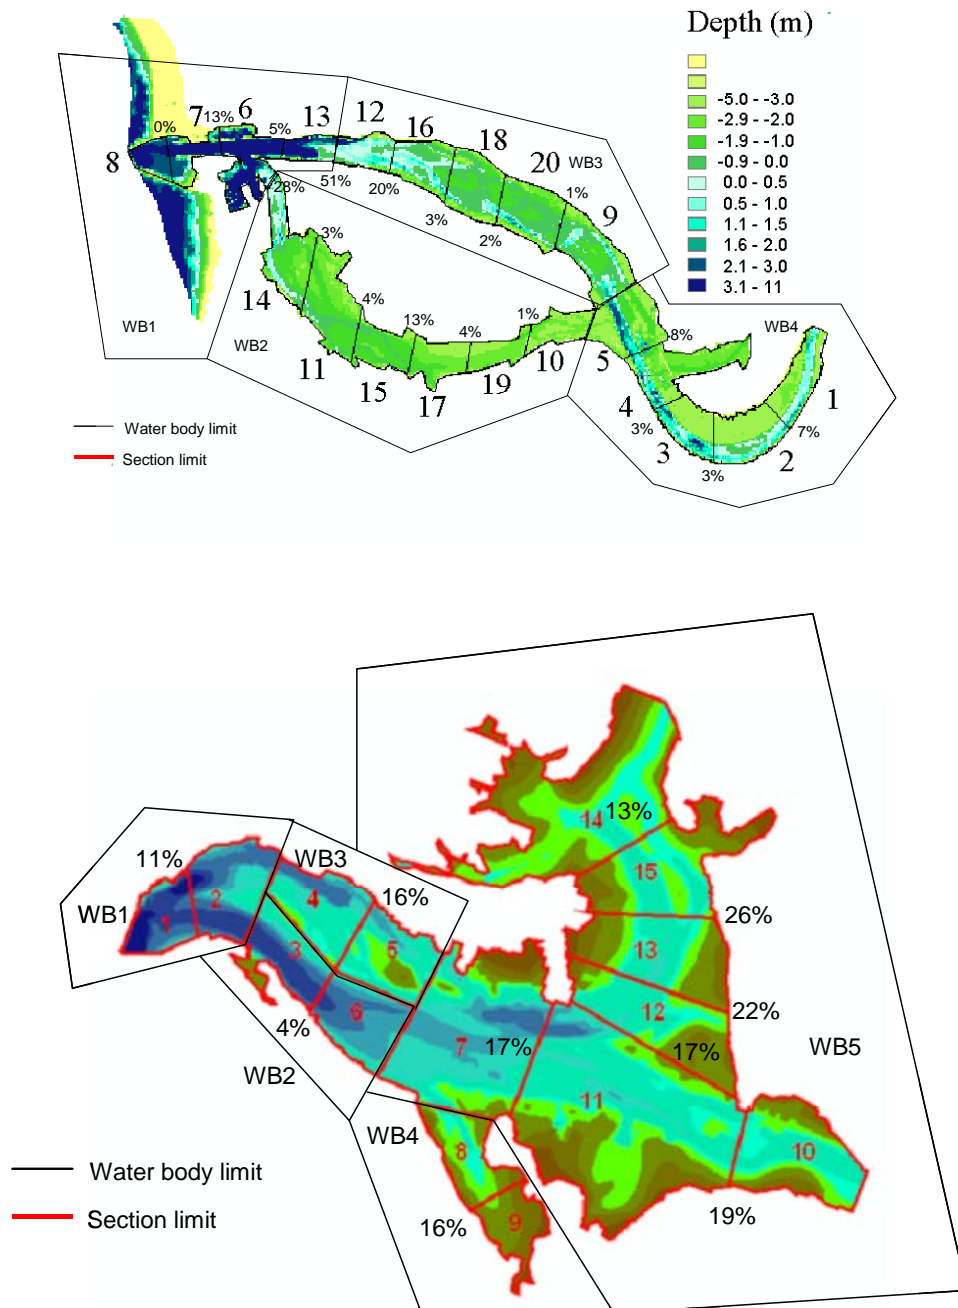 Depth (m)
-5.0 - -3.0
-2.9 - -2.0
-1.9 - -1.0
-0.9 - 0.0
0.0 - 0.5
0.5 - 1.0
1.1 - 1.5
1.6 - 2.0
2.1 - 3.0
3.1 - 11
7 13% 6
0% 5% 13 12 16 18 20 WB3
8
28% 51% 20% 3% 2% 1% 9
3%
14 4% 13% 4% 1% 8% WB4
WB1 WB2 11 15 17 19 10 5
4 3% 3 3% 2 7% 1
Water body limit
Section limit
14 13%
15
11% WB3
WB1 1 2 4 16% 26%
3 5 13
4% 6 12 22%
7 17% 17% WB5
WB2
11
WB4 8 10
Water body limit
16% 9 19%
Section limit